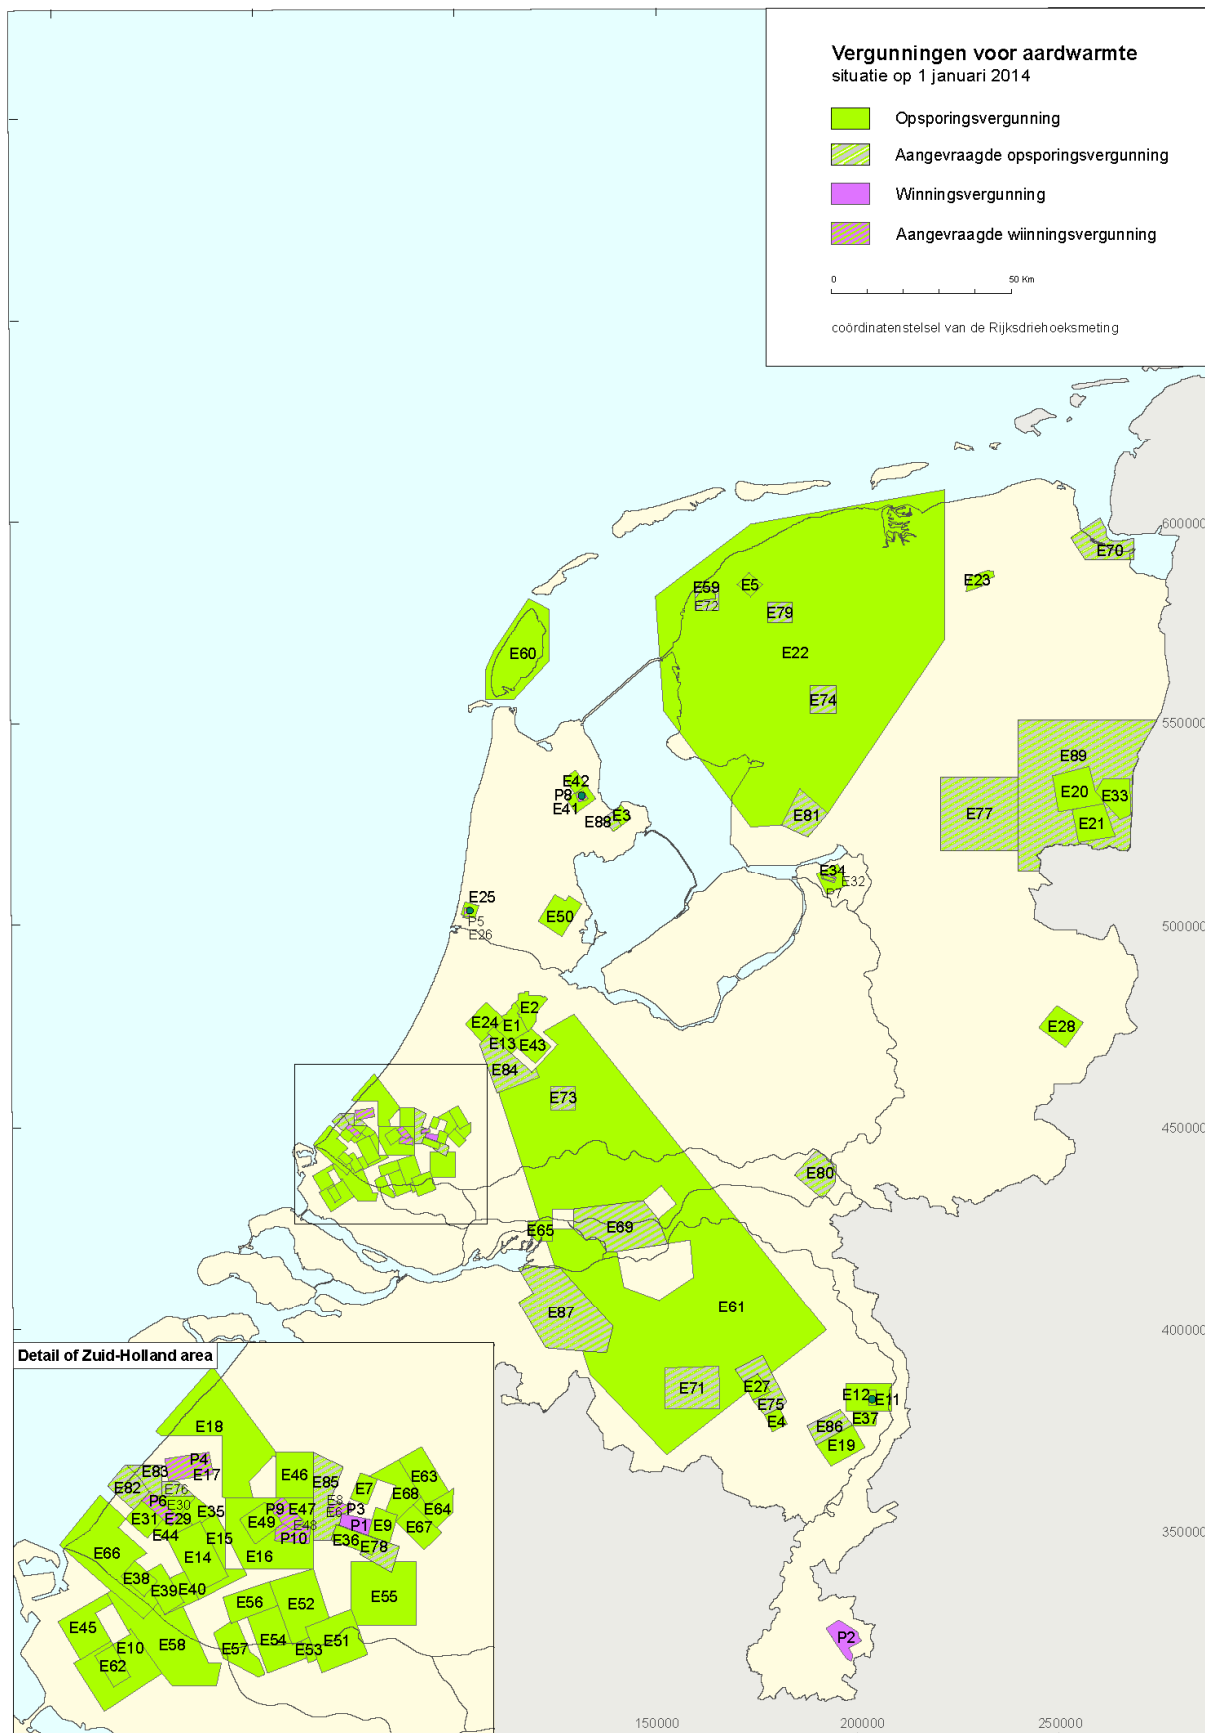 Vergunningen voor aardwarmte
situatie op 1 januari 2014
Opsporingsvergunning
Aangevraagde opsporingsvergunning
Winningsvergunning
Aangevraagde wiinningsvergunning
0 50 Km
coördinatenstelsel van de Rijksdriehoeksmeting
600000
E70
E23
E59
E5
E72
E79
E22
E60
E74
550000
E89
E42
P8
E20
E33
E41
E3
E88
E81
E77
E21
E34
E32
P7
E25
P5
E26
E50
500000
E2
E24
E1
E28
E13
E43
E84
E73
450000
E80
E65
E69
E61
E87
400000
E71
E27
E75
E4
E12
E11
E37
E86
E19
350000
P2
150000
200000
250000
Detail of Zuid-Holland area
E18
P4
E83
E17
E46
E85
E63
E82
E76
E7
E68
P6
E30
E35
P9
E47
E8
E6
P3
E64
E31
E29
E49
E48
P1
E9
E67
E44
E15
P10
E36
E78
E66
E14
E16
E38
E39
E40
E56
E52
E55
E45
E10
E58
E57
E54
E53
E51
E62